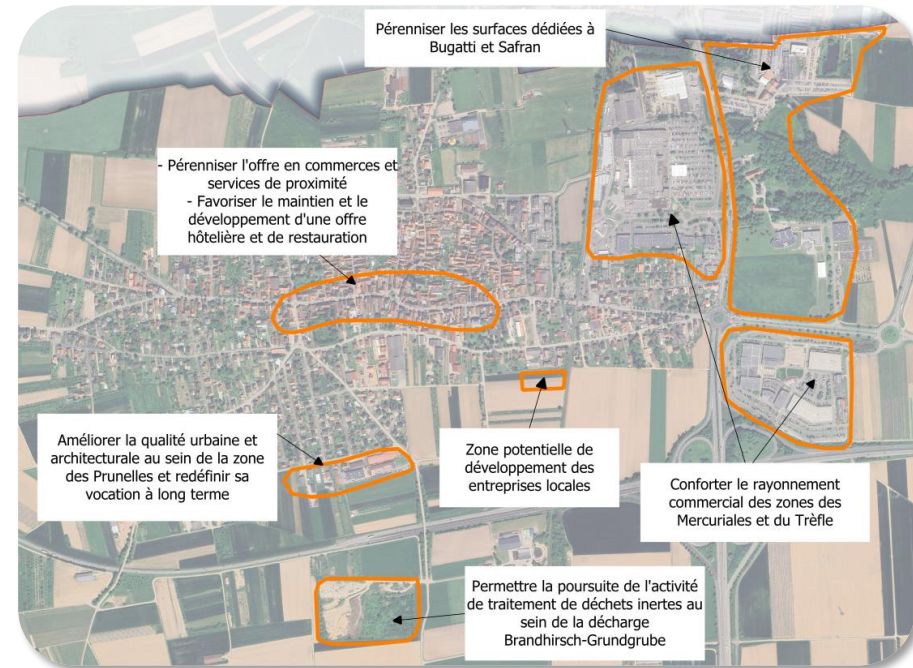 Pérenniser les surfaces dédiées à
Bugatti et Safran
- Pérenniser l'offre en commerces et
services de proximité
- Favoriser le maintien et le
développement d'une offre
hôtelière et de restauration
Améliorer la qualité urbaine et
architecturale au sein de la zone
des Prunelles et redéfinir sa
vocation à long terme
Zone potentielle de
développement des
entreprises locales
Conforter le rayonnement
commercial des zones des
Mercuriales et du Trèfle
Permettre la poursuite de l'activité
de traitement de déchets inertes au
sein de la décharge
Brandhirsch-Grundgrube